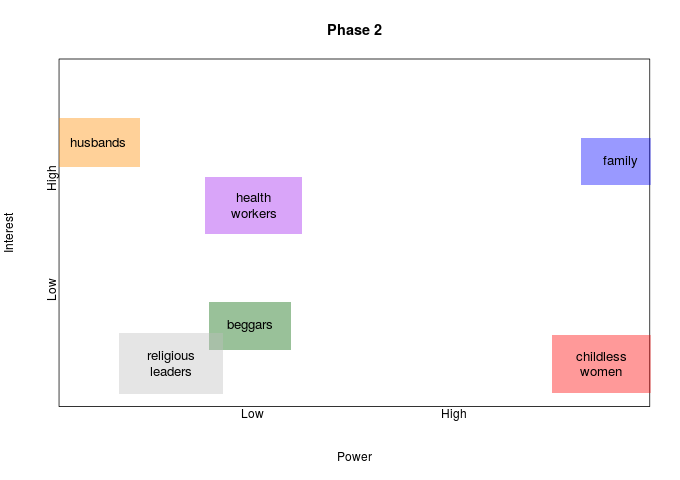 Phase 2
husbands
family
High
health
workers
Interest
Low
beggars
religious
leaders
childless
women
Low
High
Power